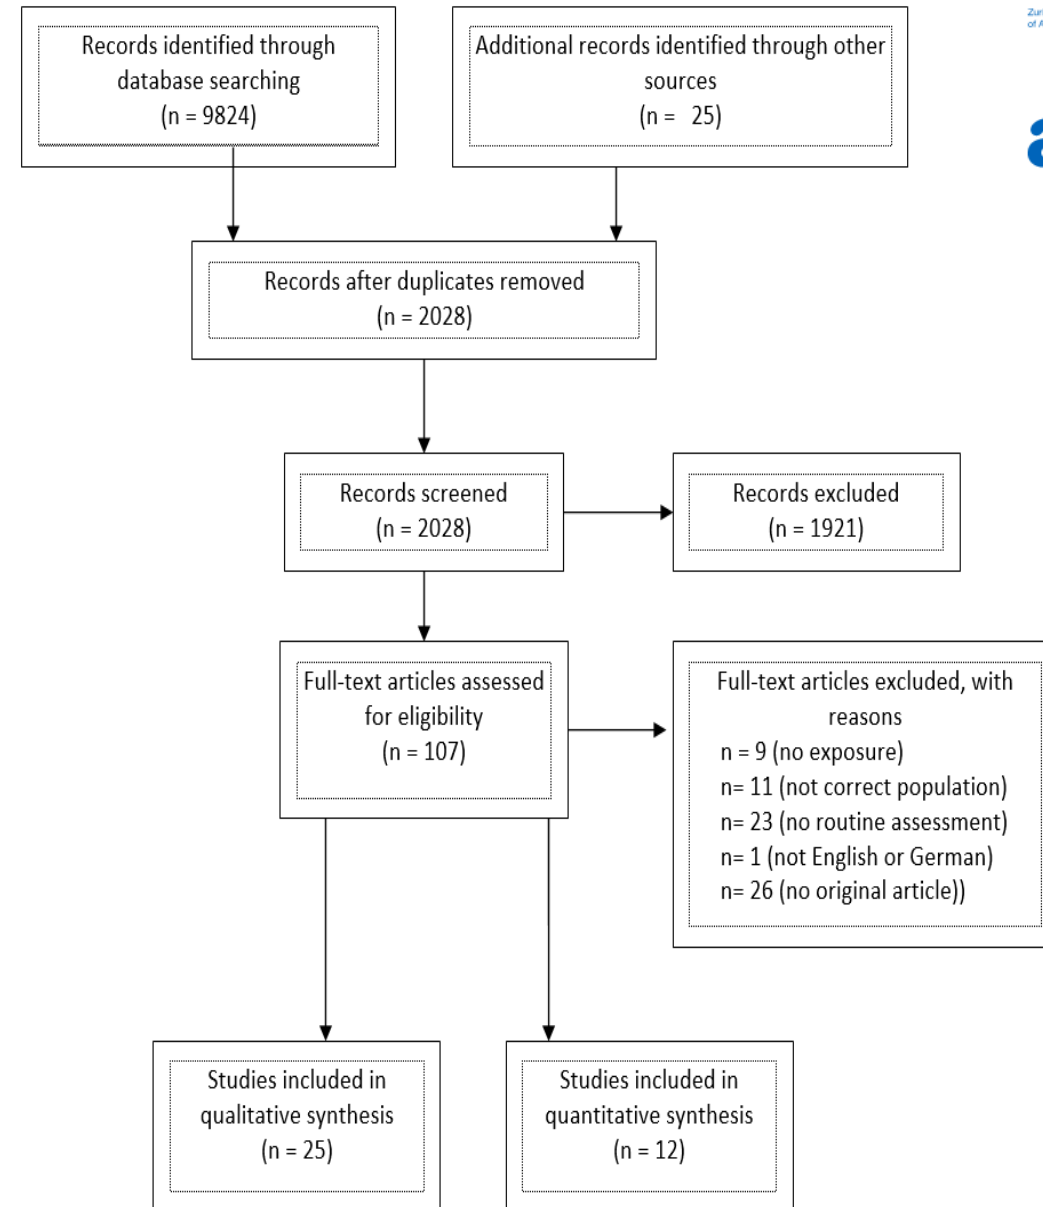 Records identified through
database searching
(n = 9824)
Additional records identified through other
sources
(n =   25)
Records after duplicates removed
(n = 2028)
Records screened
(n = 2028)
Records excluded
(n = 1921)
Full-text articles assessed
for eligibility
(n = 107)
Full-text articles excluded, with
reasons
n = 9 (no exposure)
n= 11 (not correct population)
n= 23 (no routine assessment)
n= 1 (not English or German)
n= 26 (no original article))
Studies included in
qualitative synthesis
(n = 25)
Studies included in
quantitative synthesis
(n = 12)